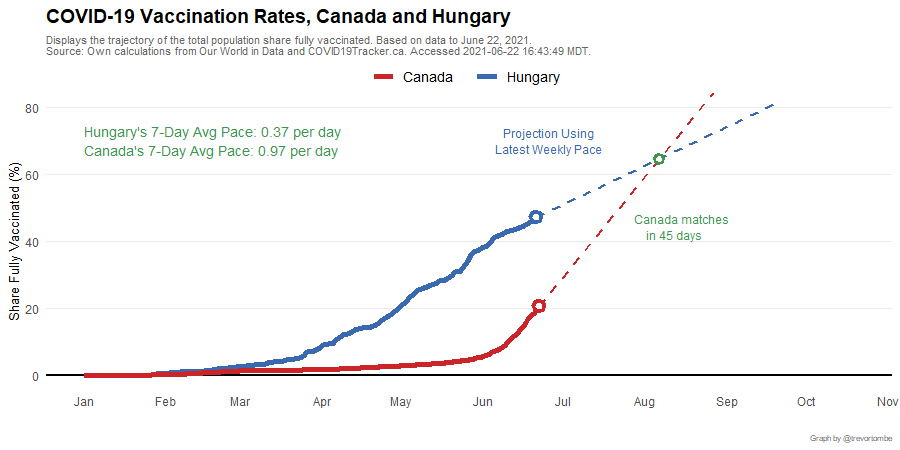 COVID-19 Vaccination Rates, Canada and Hungary
Displays the trajectory of the total population share fully vaccinated. Based on data to June 22, 2021.
Source: Own calculations from Our World in Data and COVID19Tracker.ca. Accessed 2021-06-22 16:43:49 MDT.
Canada
Hungary
Share Fully Vaccinated (%)
80
60
40
20
0
Hungary's 7-Day Avg Pace: 0.37 per day
Canada's 7-Day Avg Pace: 0.97 per day
Projection Using
Latest Weekly Pace
Canada matches
in 45 days
Jan Feb Mar Apr May Jun Jul Aug Sep Oct Nov
Graph by @trevortombe